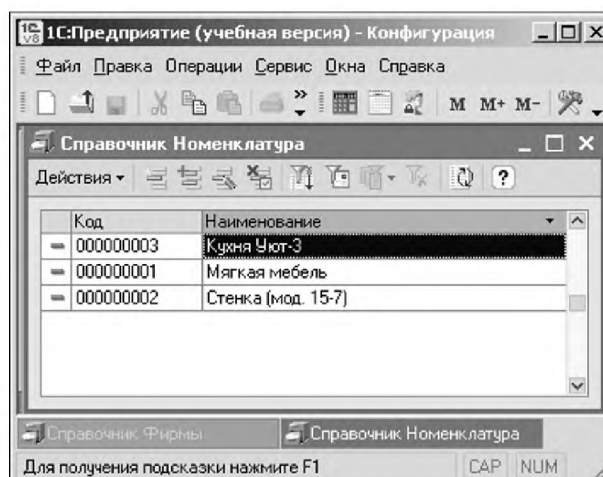 1С:Предприятие (учебная версия) - Конфигурация
Файл Правка Операции Сервис Окна Справка
M M+ M-
Справочник Номенклатура
Действия
Код Наименование
000000003 Кухня Уют-3
000000001 Мягкая мебель
000000002 Стенка (мод. 15-7)
Справочник Фирмы Справочник Номенклатура
Для получения подсказки нажмите F1 CAP NUM